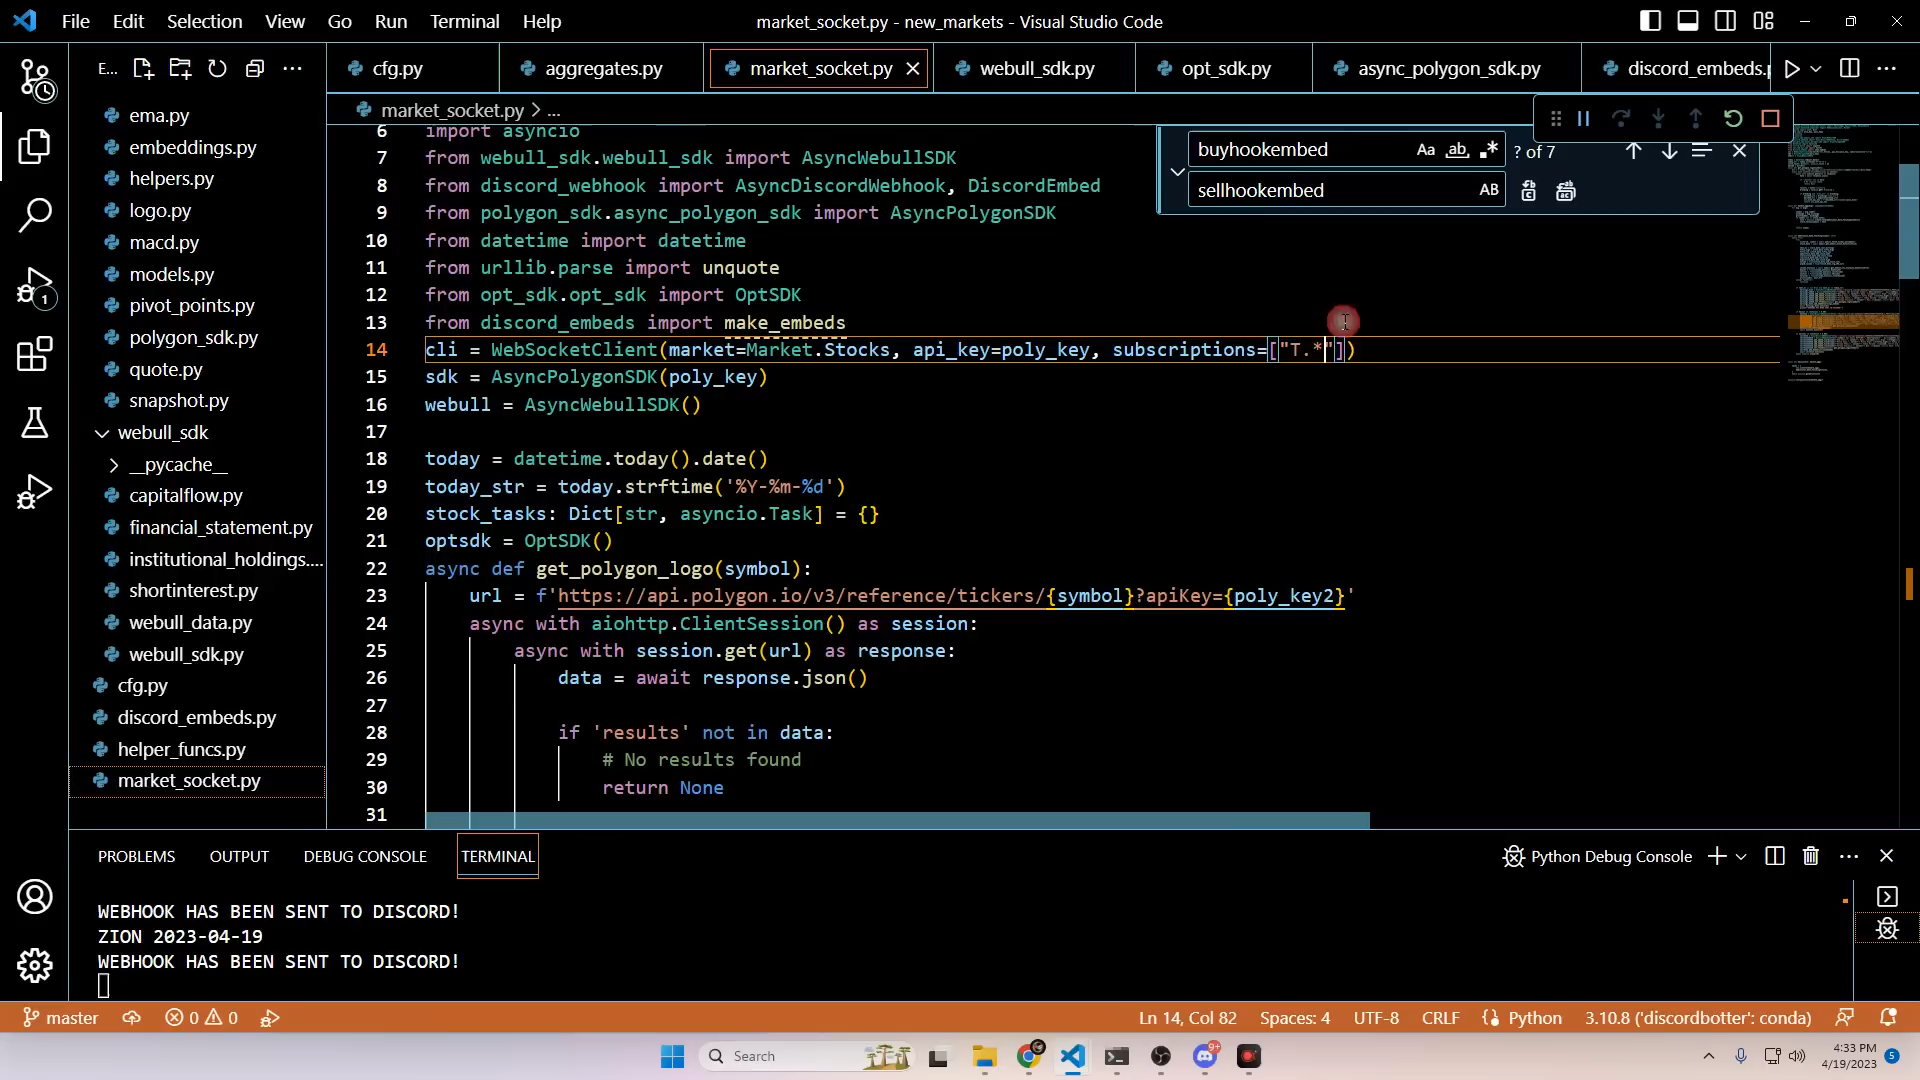 File Edit Selection View Go Run Terminal Help
market_socket.py - new_markets - Visual Studio Code
E...
cfg.py
aggregates.py
market_socket.py
webull_sdk.py
opt_sdk.py
async_polygon_sdk.py
discord_embeds.p
market_socket.py > ...
ema.py
embeddings.py
helpers.py
logo.py
macd.py
models.py
pivot_points.py
polygon_sdk.py
quote.py
snapshot.py
webull_sdk
__pycache__
capitalflow.py
financial_statement.py
institutional_holdings....
shortinterest.py
webull_data.py
webull_sdk.py
cfg.py
discord_embeds.py
helper_funcs.py
market_socket.py
1
buyhookembed
Aa ab
? of 7
sellhookembed
AB
6 import asyncio
7 from webull_sdk.webull_sdk import AsyncWebullSDK
8 from discord_webhook import AsyncDiscordWebhook, DiscordEmbed
9 from polygon_sdk.async_polygon_sdk import AsyncPolygonSDK
10 from datetime import datetime
11 from urllib.parse import unquote
12 from opt_sdk.opt_sdk import OptSDK
13 from discord_embeds import make_embeds
14 cli = WebSocketClient(market=Market.Stocks, api_key=poly_key, subscriptions=["T.*"])
15 sdk = AsyncPolygonSDK(poly_key)
16 webull = AsyncWebullSDK()
17
18 today = datetime.today().date()
19 today_str = today.strftime('%Y-%m-%d')
20 stock_tasks: Dict[str, asyncio.Task] = {}
21 optsdk = OptSDK()
22 async def get_polygon_logo(symbol):
23 url = f'https://api.polygon.io/v3/reference/tickers/{symbol}?apiKey={poly_key2}'
24 async with aiohttp.ClientSession() as session:
25 async with session.get(url) as response:
26 data = await response.json()
27
28 if 'results' not in data:
29 # No results found
30 return None
31
PROBLEMS OUTPUT DEBUG CONSOLE TERMINAL
Python Debug Console
WEBHOOK HAS BEEN SENT TO DISCORD!
ZION 2023-04-19
WEBHOOK HAS BEEN SENT TO DISCORD!
master
0
0
Ln 14, Col 82
Spaces: 4
UTF-8
CRLF
Python
3.10.8 ('discordbotter': conda)
Search
9+
4:33 PM
4/19/2023
5